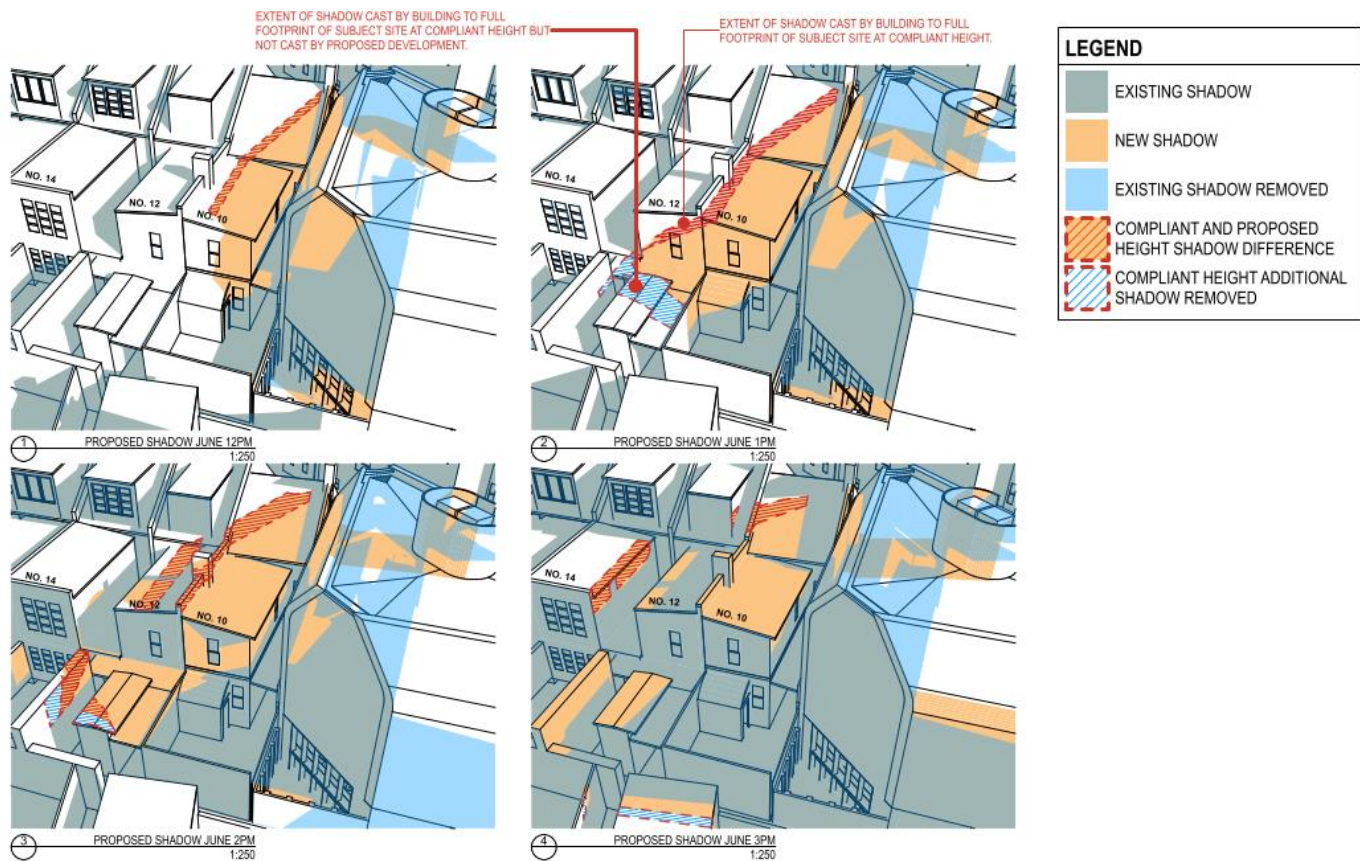 EXTENT OF SHADOW CAST BY BUILDING TO FULL
FOOTPRINT OF SUBJECT SITE AT COMPLIANT HEIGHT BUT
NOT CAST BY PROPOSED DEVELOPMENT.
EXTENT OF SHADOW CAST BY BUILDING TO FULL
FOOTPRINT OF SUBJECT SITE AT COMPLIANT HEIGHT.
LEGEND
EXISTING SHADOW
NEW SHADOW
EXISTING SHADOW REMOVED
COMPLIANT AND PROPOSED
HEIGHT SHADOW DIFFERENCE
COMPLIANT HEIGHT ADDITIONAL
SHADOW REMOVED
NO. 14
NO. 12
NO. 10
1 PROPOSED SHADOW JUNE 12PM
1:250
NO. 14
NO. 12
NO. 10
2 PROPOSED SHADOW JUNE 1PM
1:250
NO. 14
NO. 12
NO. 10
3 PROPOSED SHADOW JUNE 2PM
1:250
NO. 14
NO. 12
NO. 10
4 PROPOSED SHADOW JUNE 3PM
1:250